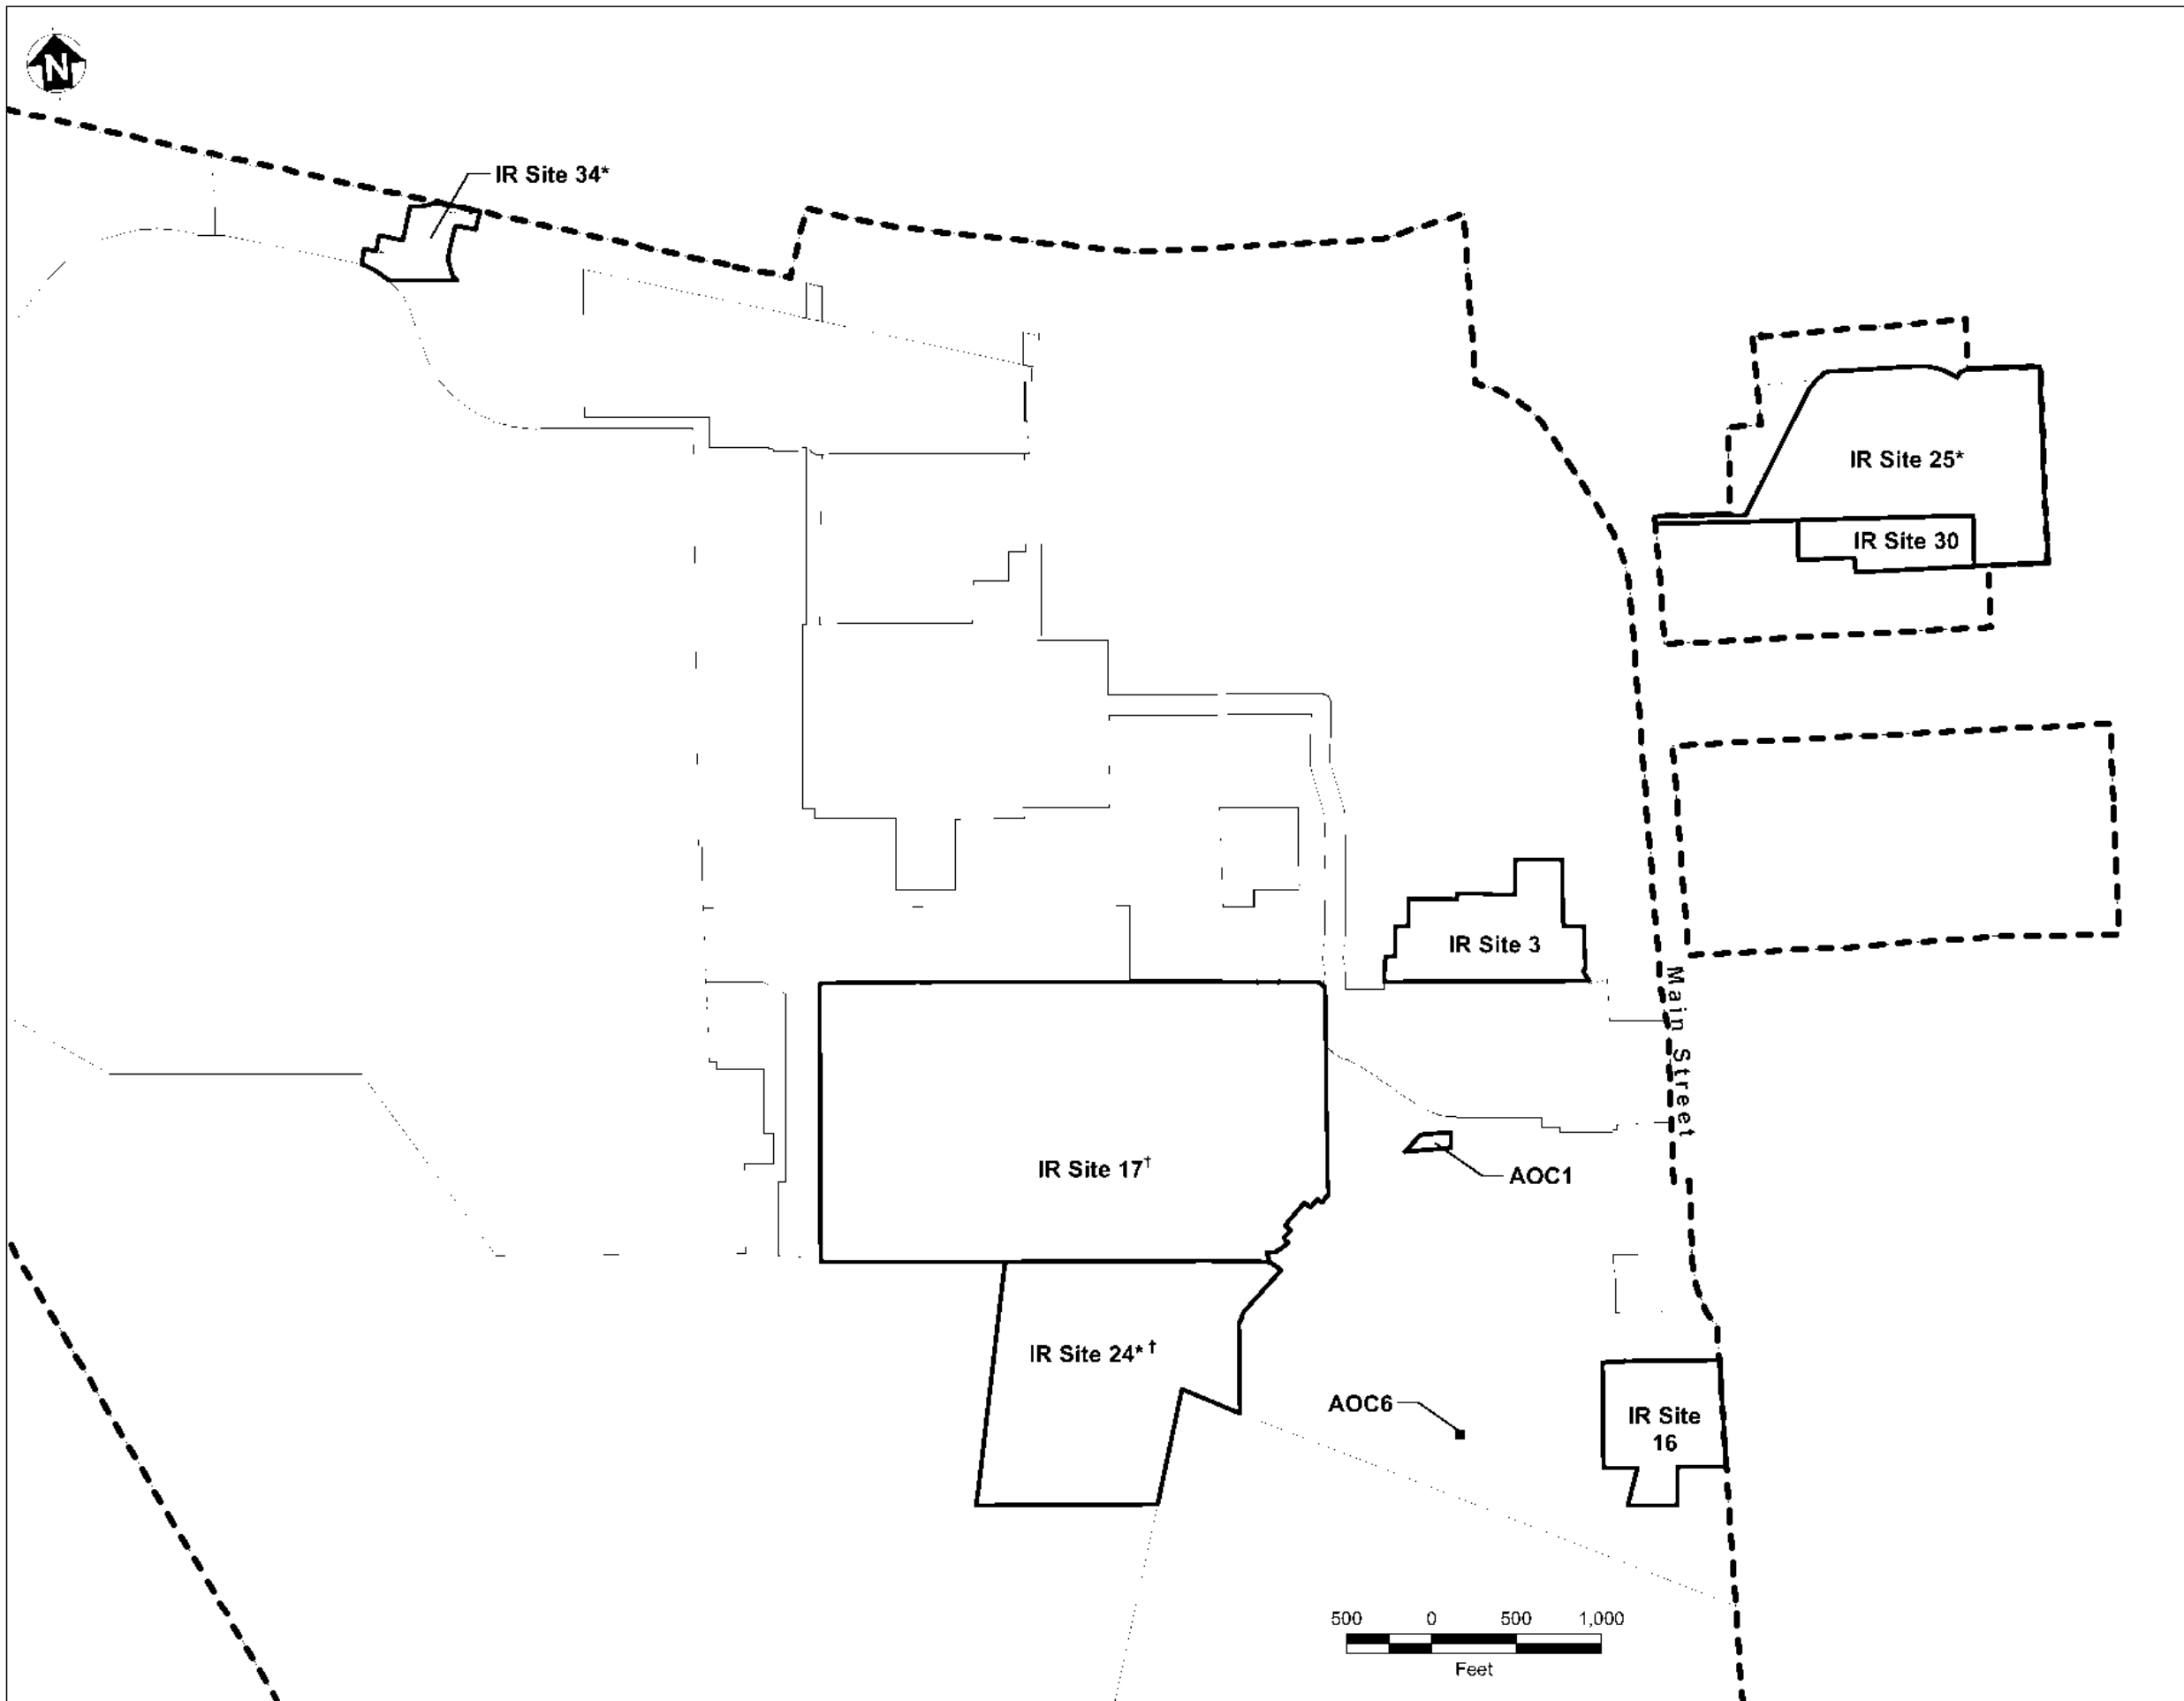 N
IR Site 34*
IR Site 25*
IR Site 30
IR Site 3
Main Street
IR Site 17†
AOC1
IR Site 24*†
AOC6
IR Site
16
500 0 500 1,000
Feet